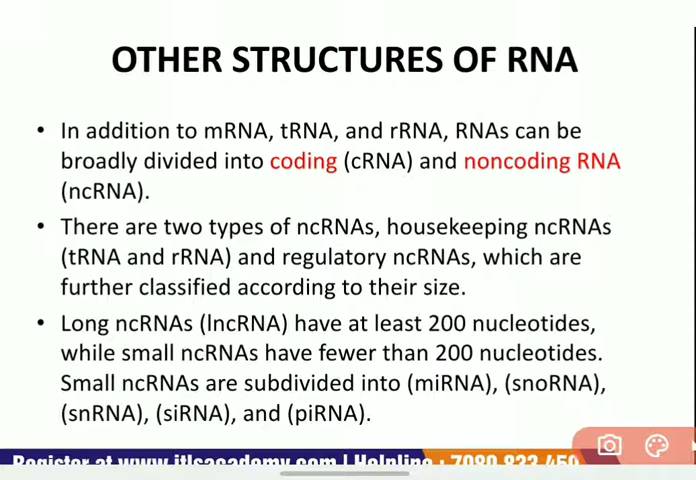 OTHER STRUCTURES OF RNA
• In addition to mRNA, tRNA, and rRNA, RNAs can be
broadly divided into coding (cRNA) and noncoding RNA
(ncRNA).
• There are two types of ncRNAs, housekeeping ncRNAs
(tRNA and rRNA) and regulatory ncRNAs, which are
further classified according to their size.
• Long ncRNAs (lncRNA) have at least 200 nucleotides,
while small ncRNAs have fewer than 200 nucleotides.
Small ncRNAs are subdivided into (miRNA), (snoRNA),
(snRNA), (siRNA), and (piRNA).
Register at www.itlsacademy.com | Helpline : 7080 822 450